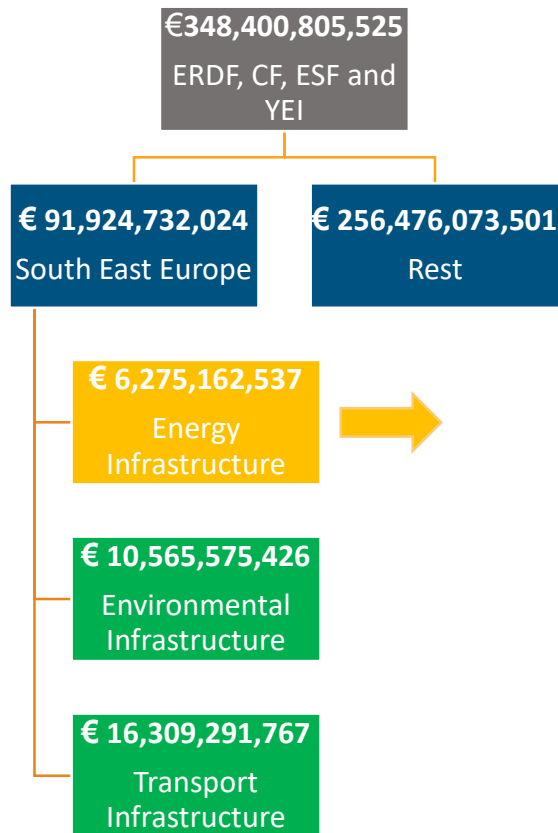 €348,400,805,525
ERDF, CF, ESF and
YEI
€ 91,924,732,024
South East Europe
€ 256,476,073,501
Rest
€ 6,275,162,537
Energy
Infrastructure
€ 10,565,575,426
Environmental
Infrastructure
€ 16,309,291,767
Transport
Infrastructure